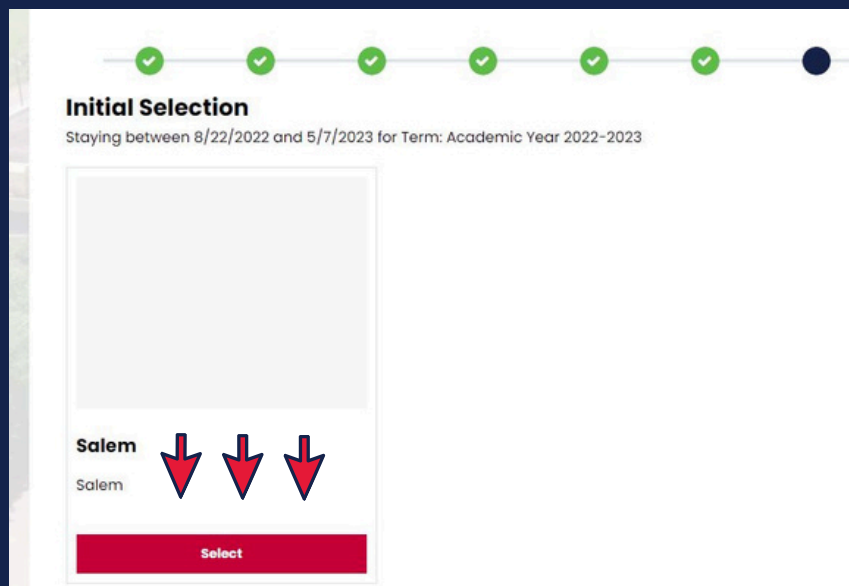 Initial Selection
Staying between 8/22/2022 and 5/7/2023 for Term: Academic Year 2022-2023
Salem
Salem
Select